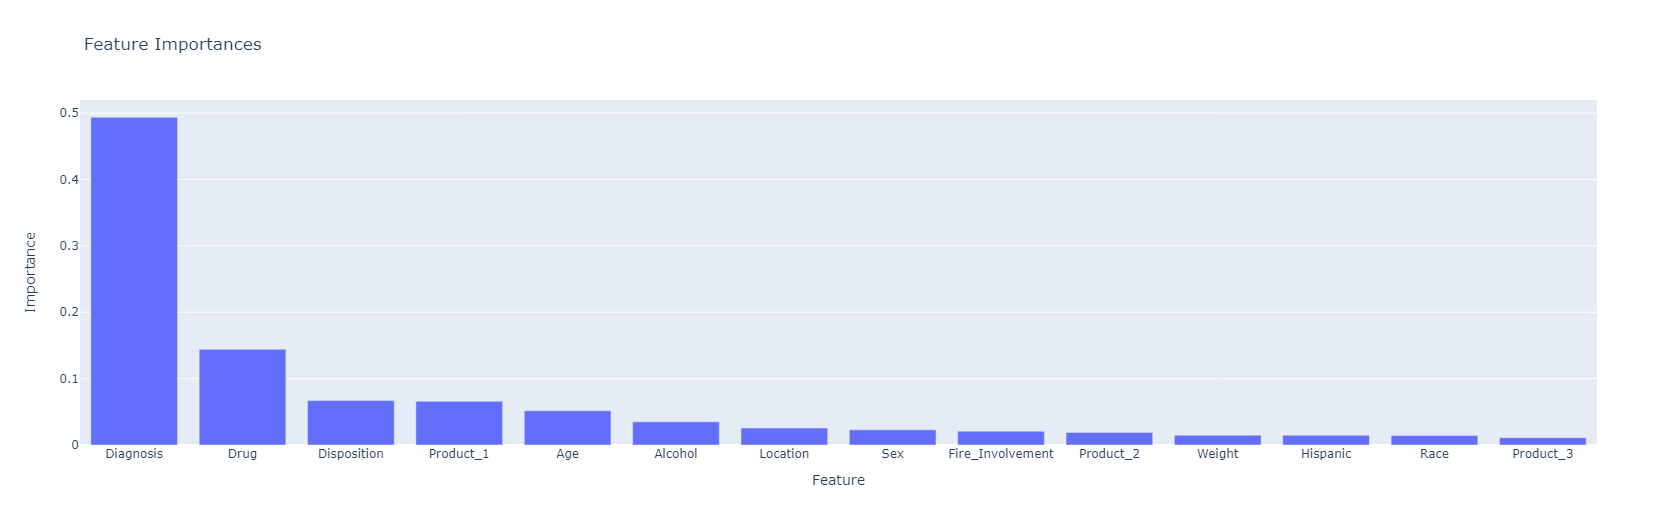 Feature Importances
0.5
0.4
0.3
0.2
0.1
0
Importance
Diagnosis Drug Disposition Product_1 Age Alcohol Location Sex Fire_Involvement Product_2 Weight Hispanic Race Product_3
Feature